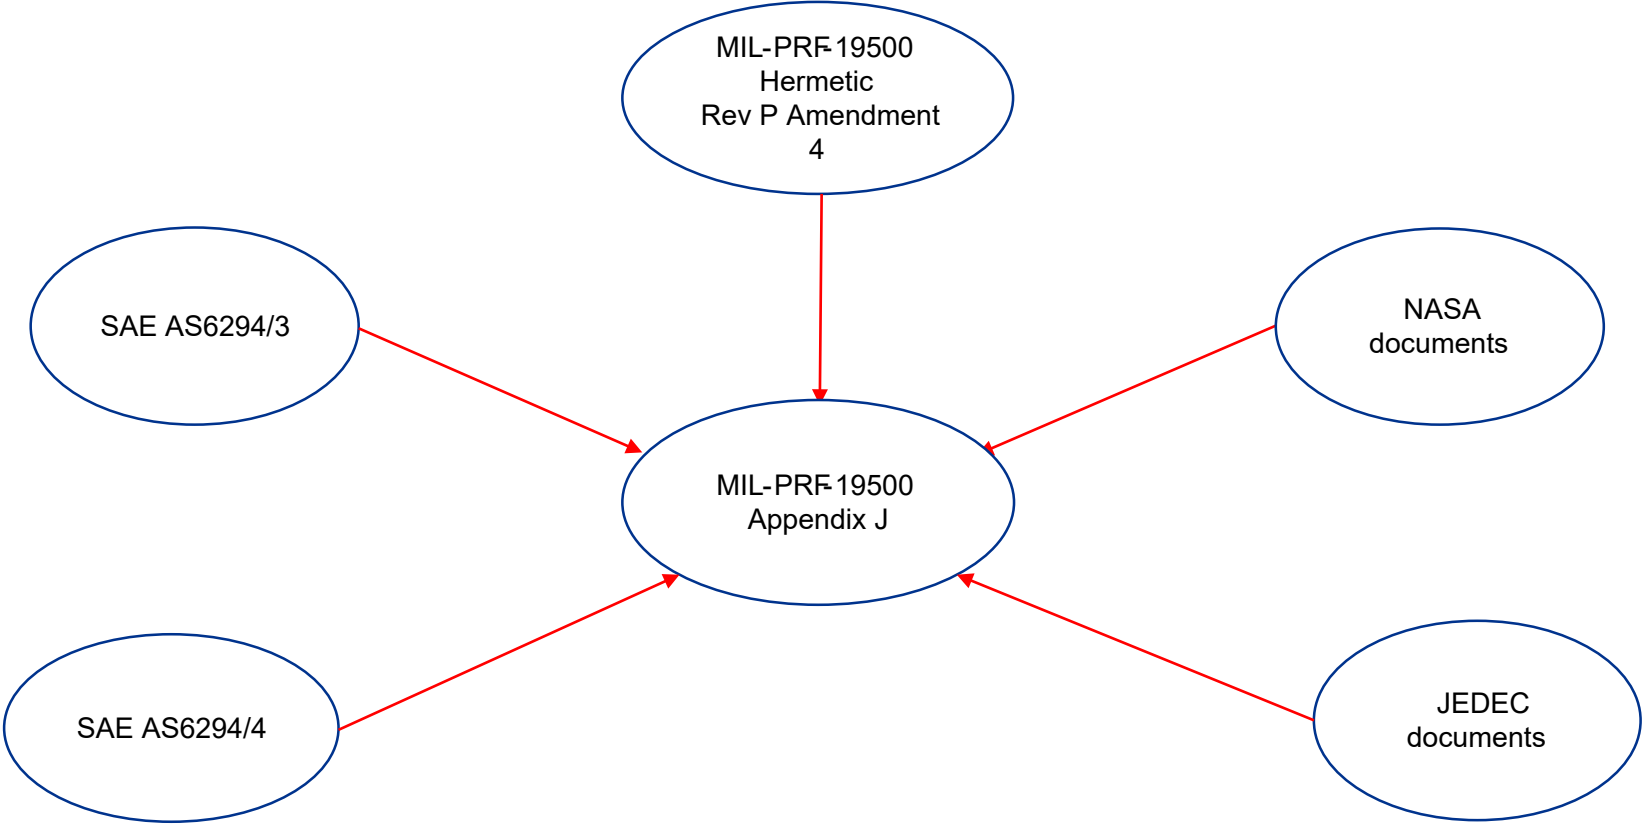 MIL-PRF-19500
Hermetic
Rev P Amendment
4
SAE AS6294/3
NASA
documents
MIL-PRF-19500
Appendix J
SAE AS6294/4
JEDEC
documents